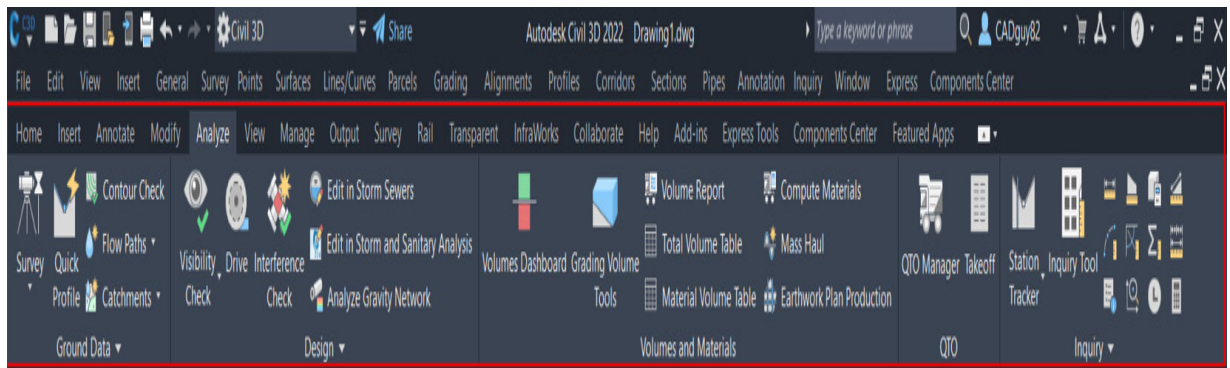 C3D Civil 3D Share Autodesk Civil 3D 2022 Drawing1.dwg Type a keyword or phrase CADguy82
File Edit View Insert General Survey Points Surfaces Lines/Curves Parcels Grading Alignments Profiles Corridors Sections Pipes Annotation Inquiry Window Express Components Center
Home Insert Annotate Modify Analyze View Manage Output Survey Rail Transparent InfraWorks Collaborate Help Add-ins Express Tools Components Center Featured Apps
Survey
Quick
Profile
Contour Check
Flow Paths
Catchments
Ground Data
Visibility
Check
Drive
Interference
Check
Edit in Storm Sewers
Edit in Storm and Sanitary Analysis
Analyze Gravity Network
Design
Volumes Dashboard
Grading Volume
Tools
Volume Report
Total Volume Table
Material Volume Table
Compute Materials
Mass Haul
Earthwork Plan Production
Volumes and Materials
QTO Manager
Takeoff
QTO
Station
Tracker
Inquiry Tool
Inquiry